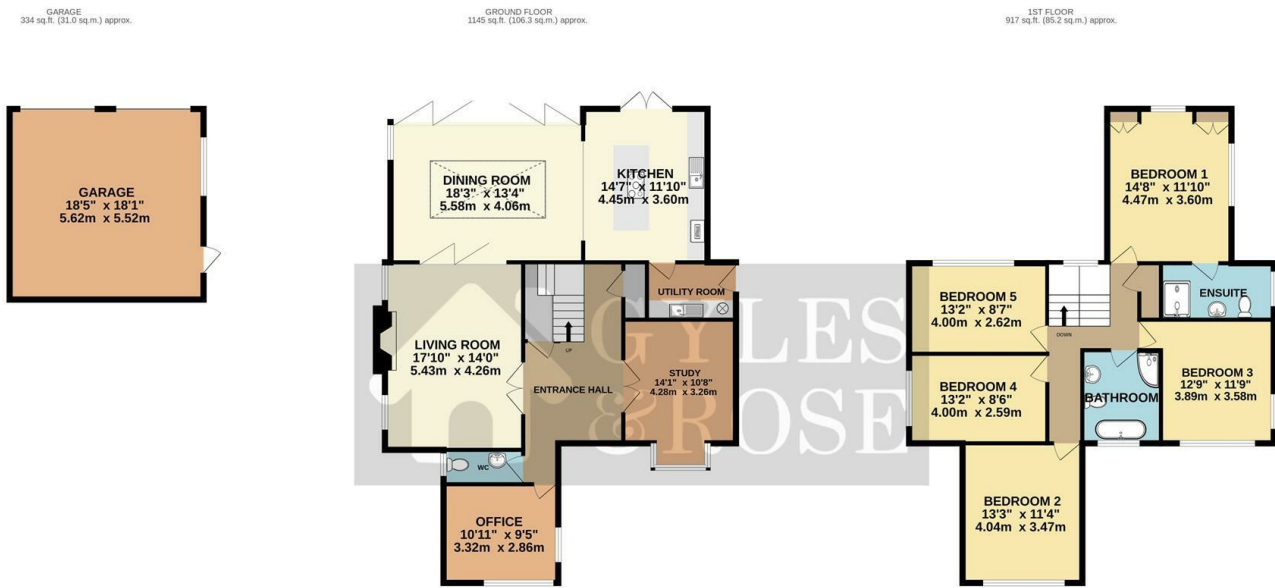 GARAGE
334 sq.ft. (31.0 sq.m.) approx.
GROUND FLOOR
1145 sq.ft. (106.3 sq.m.) approx.
1ST FLOOR
917 sq.ft. (85.2 sq.m.) approx.
GARAGE
18'5" x 18'1"
5.62m x 5.52m
DINING ROOM
18'3" x 13'4"
5.58m x 4.06m
KITCHEN
14'7" x 11'10"
4.45m x 3.60m
UTILITY ROOM
LIVING ROOM
17'10" x 14'0"
5.43m x 4.26m
UP
ENTRANCE HALL
STUDY
14'1" x 10'8"
4.28m x 3.26m
WC
OFFICE
10'11" x 9'5"
3.32m x 2.86m
BEDROOM 1
14'8" x 11'10"
4.47m x 3.60m
ENSUITE
BEDROOM 5
13'2" x 8'7"
4.00m x 2.62m
DOWN
BEDROOM 4
13'2" x 8'6"
4.00m x 2.59m
BATHROOM
BEDROOM 3
12'9" x 11'9"
3.89m x 3.58m
BEDROOM 2
13'3" x 11'4"
4.04m x 3.47m
GYLES
& ROSE